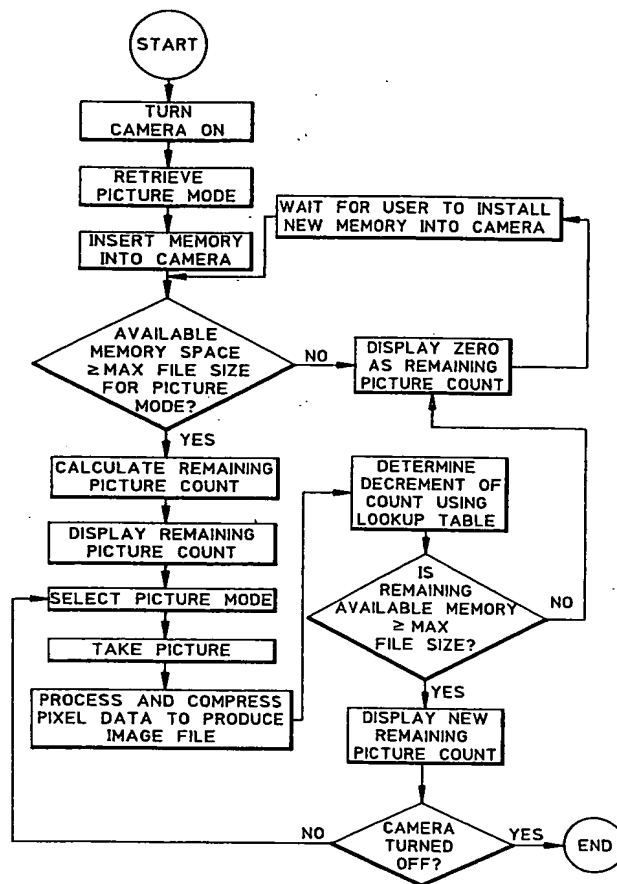 START
TURN
CAMERA ON
RETRIEVE
PICTURE MODE
INSERT MEMORY
INTO CAMERA
WAIT FOR USER TO INSTALL
NEW MEMORY INTO CAMERA
AVAILABLE
MEMORY SPACE
≥ MAX FILE SIZE
FOR PICTURE
MODE?
NO
DISPLAY ZERO
AS REMAINING
PICTURE COUNT
YES
CALCULATE REMAINING
PICTURE COUNT
DISPLAY REMAINING
PICTURE COUNT
SELECT PICTURE MODE
TAKE PICTURE
PROCESS AND COMPRESS
PIXEL DATA TO PRODUCE
IMAGE FILE
DETERMINE
DECREMENT OF
COUNT USING
LOOKUP TABLE
IS
REMAINING
AVAILABLE MEMORY
≥ MAX
FILE SIZE?
NO
YES
DISPLAY NEW
REMAINING
PICTURE COUNT
CAMERA
TURNED
OFF?
NO
YES
END